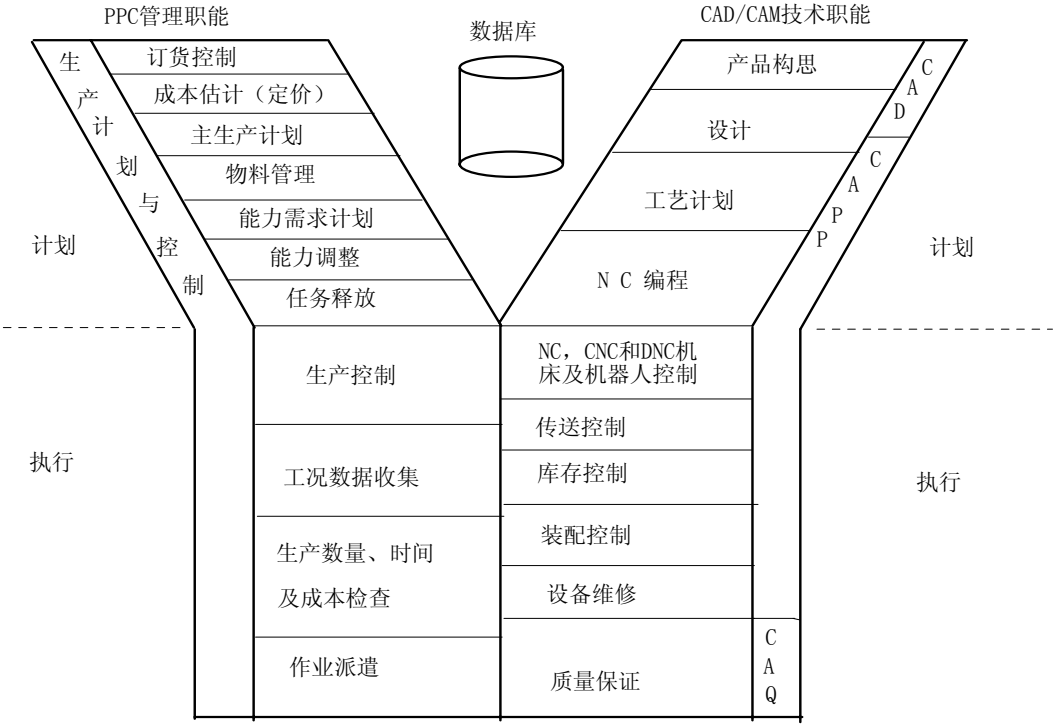 PPC管理职能
CAD/CAM技术职能
数据库
生产计划与控制
订货控制
成本估计（定价）
主生产计划
物料管理
能力需求计划
能力调整
任务释放
产品构思
设计
工艺计划
N C 编程
CAD
CAPP
计划
计划
执行
执行
生产控制
工况数据收集
生产数量、时间
及成本检查
作业派遣
NC，CNC和DNC机
床及机器人控制
传送控制
库存控制
装配控制
设备维修
质量保证
CAQ